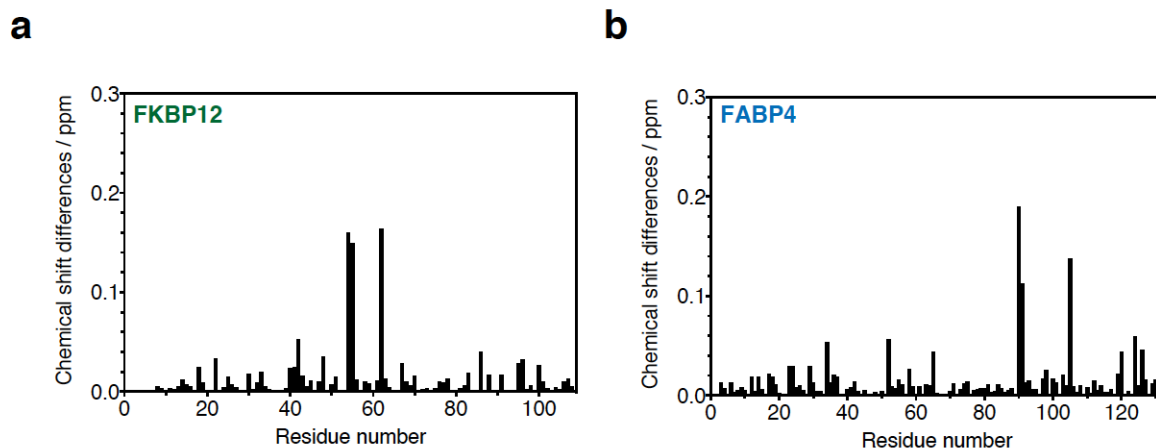 a
FKBP12
Chemical shift differences / ppm
0.3
0.2
0.1
0.0
0 20 40 60 80 100
Residue number
b
FABP4
Chemical shift differences / ppm
0.3
0.2
0.1
0.0
0 20 40 60 80 100 120
Residue number